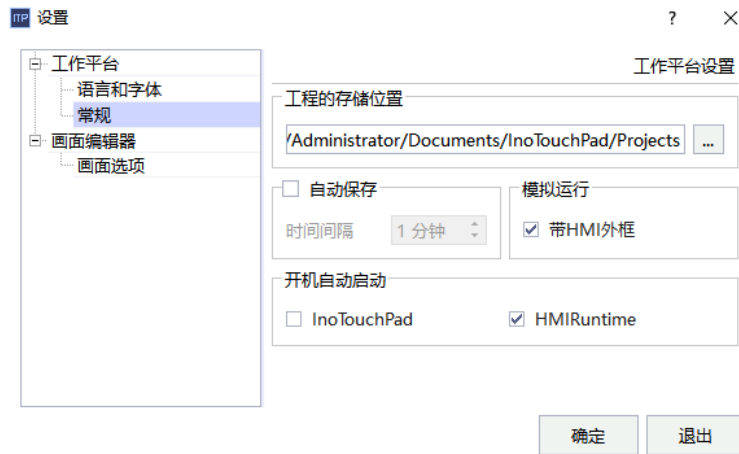 ITP 设置 ?
工作平台
语言和字体
常规
画面编辑器
画面选项
工作平台设置
工程的存储位置
/Administrator/Documents/InoTouchPad/Projects ...
自动保存
时间间隔 1 分钟
模拟运行
带HMI外框
开机自动启动
InoTouchPad HMIRuntime
确定 退出